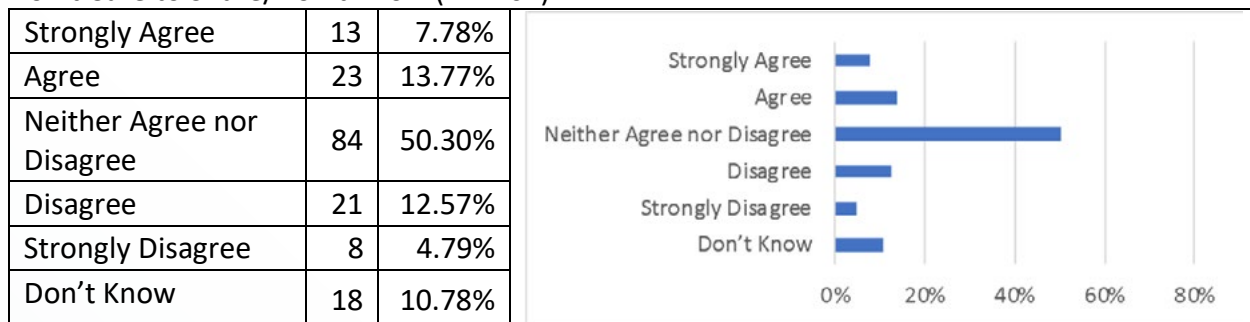 Strongly Agree 13 7.78%
Agree 23 13.77%
Neither Agree nor
Disagree 84 50.30%
Disagree 21 12.57%
Strongly Disagree 8 4.79%
Don't Know 18 10.78%
Strongly Agree
Agree
Neither Agree nor Disagree
Disagree
Strongly Disagree
Don't Know
0% 20% 40% 60% 80%